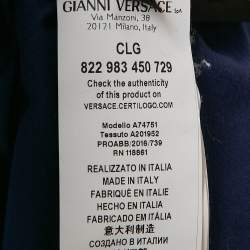 GIANNI VERSACE SpA
Via Manzoni, 38
20121 Milano, Italy
CLG
822 983 450 729
Check the authenticity
of this product on
VERSACE.CERTILOGO.COM
Modello A74751
Tessuto A201952
PROABB/2016/739
RN 118661
REALIZZATO IN ITALIA
MADE IN ITALY
FABRIQUÉ EN ITALIE
HECHO EN ITALIA
FABRICADO EM ITÁLIA
意大利制造
СОЗДАНО В ИТАЛИИ